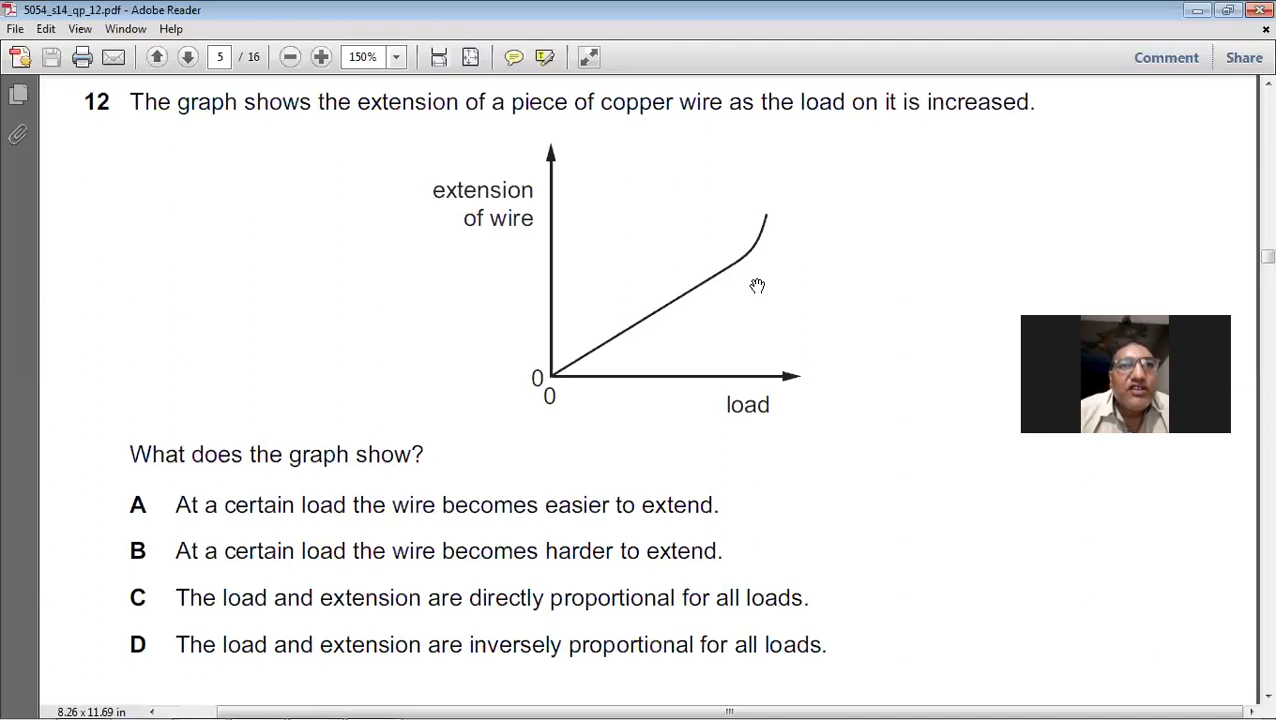 5054_s14_qp_12.pdf - Adobe Reader
File Edit View Window Help
5 / 16 150% Comment Share
12 The graph shows the extension of a piece of copper wire as the load on it is increased.
extension
of wire
0
0
load
What does the graph show?
A At a certain load the wire becomes easier to extend.
B At a certain load the wire becomes harder to extend.
C The load and extension are directly proportional for all loads.
D The load and extension are inversely proportional for all loads.
8.26 x 11.69 in